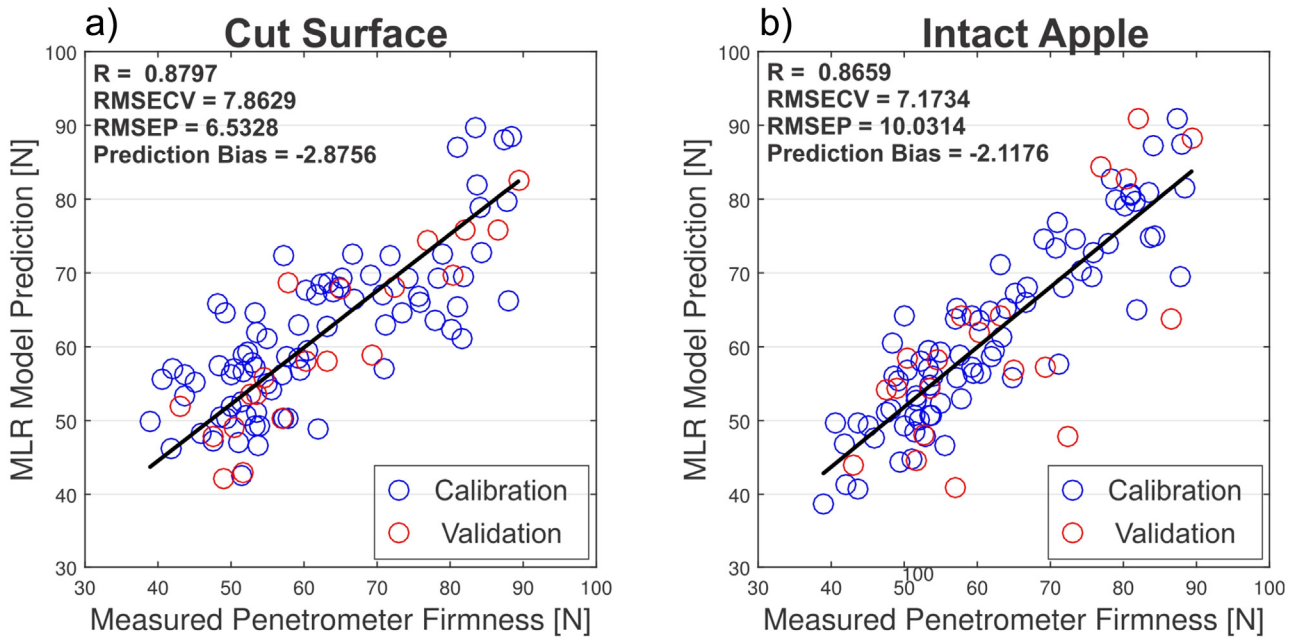 a)
Cut Surface
R = 0.8797
RMSECV = 7.8629
RMSEP = 6.5328
Prediction Bias = -2.8756
MLR Model Prediction [N]
100
90
80
70
60
50
40
30
Calibration
Validation
30 40 50 60 70 80 90 100
Measured Penetrometer Firmness [N]
b)
Intact Apple
R = 0.8659
RMSECV = 7.1734
RMSEP = 10.0314
Prediction Bias = -2.1176
MLR Model Prediction [N]
100
90
80
70
60
50
40
30
Calibration
Validation
100
30 40 50 60 70 80 90 100
Measured Penetrometer Firmness [N]